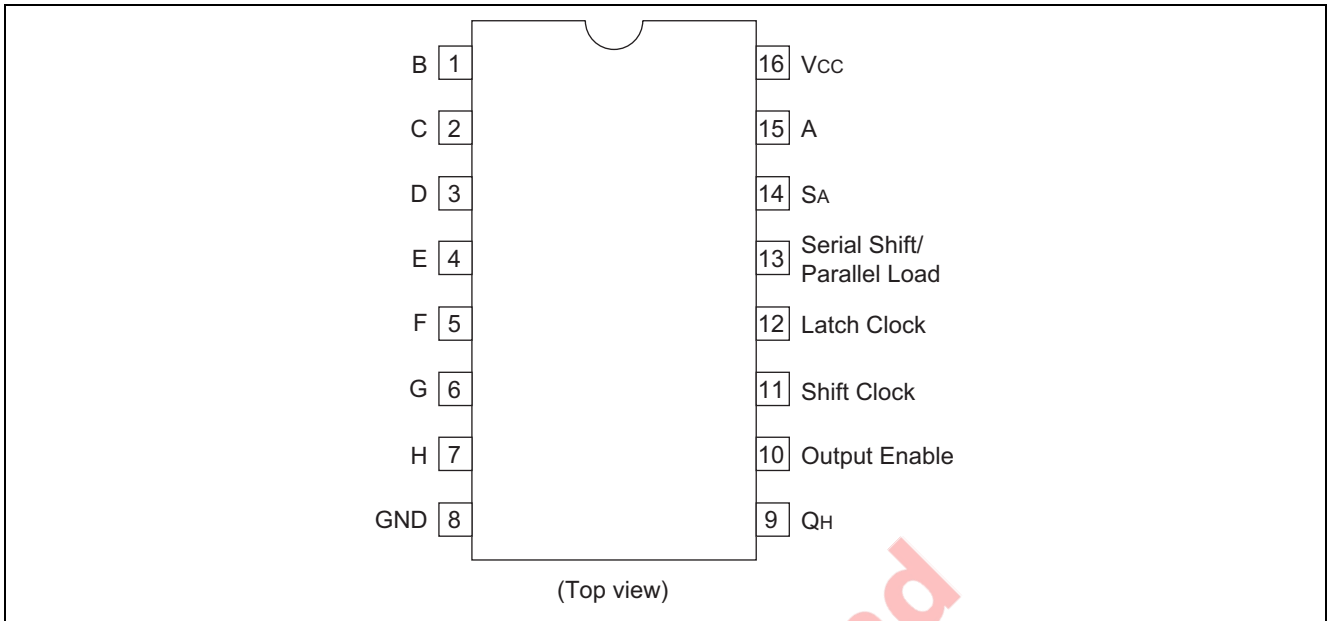 B 1
C 2
D 3
E 4
F 5
G 6
H 7
GND 8
16 VCC
15 A
14 SA
13 Serial Shift/
Parallel Load
12 Latch Clock
11 Shift Clock
10 Output Enable
9 QH
(Top view)